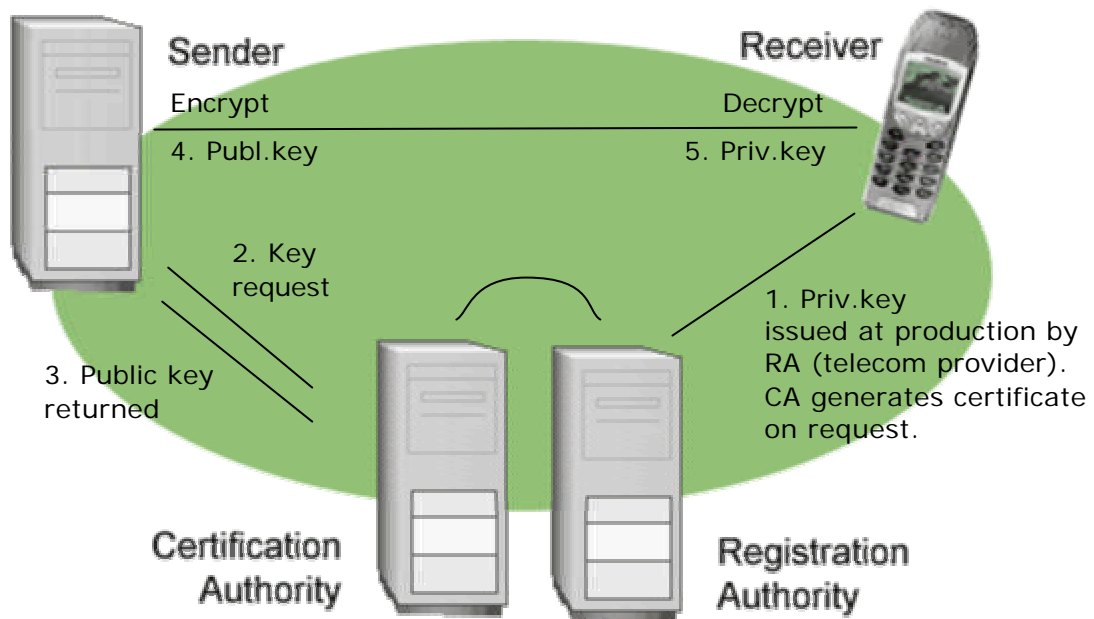 Sender
Receiver
Encrypt
Decrypt
4. Publ.key
5. Priv.key
2. Key
request
3. Public key
returned
1. Priv.key
issued at production by
RA (telecom provider).
CA generates certificate
on request.
Certification
Authority
Registration
Authority